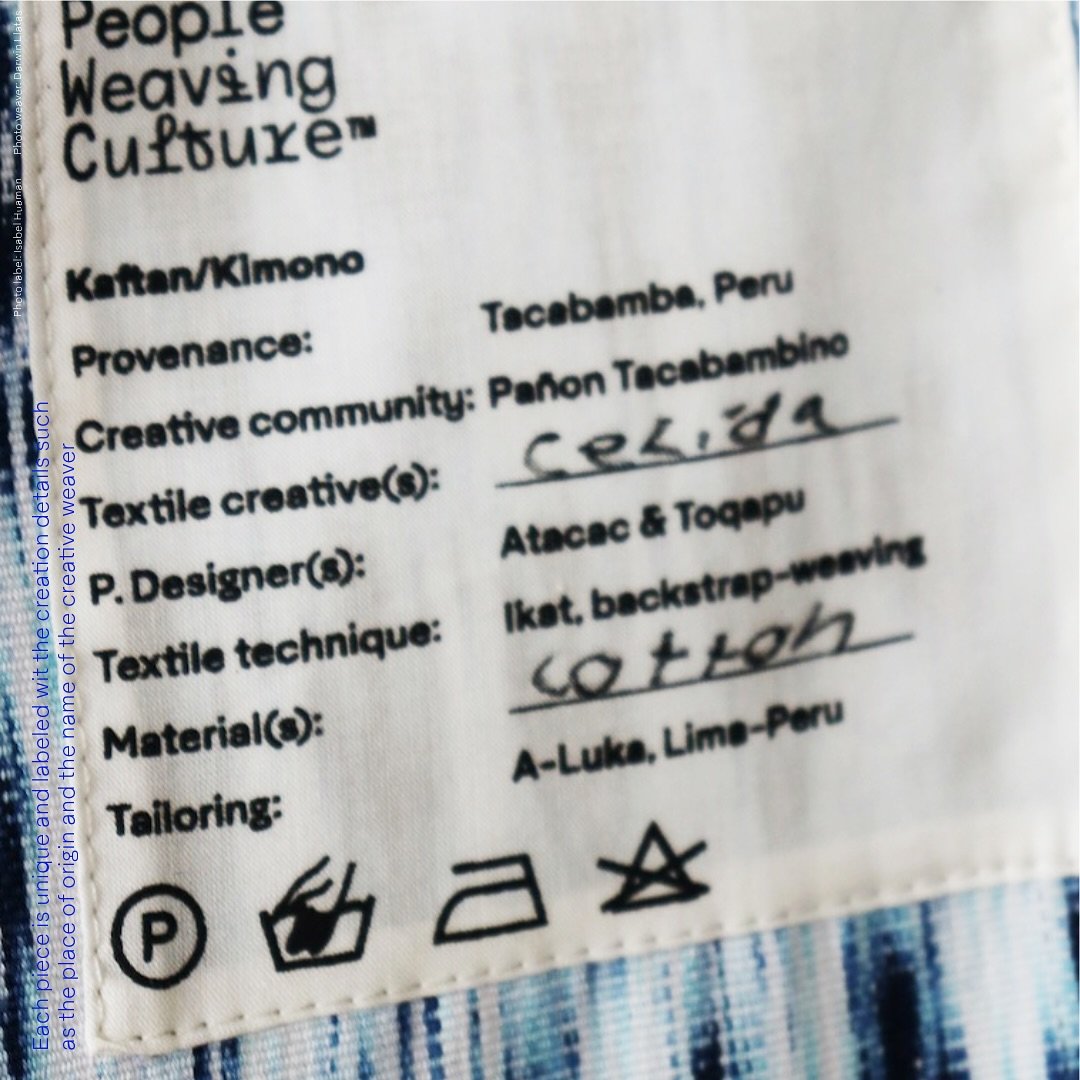 People
Weaving
Culture™
Kaftan/Kimono
Provenance: Tacabamba, Peru
Creative community: Pañon Tacabambino
Textile creative(s): Celida
P. Designer(s): Atacac & Toqapu
Textile technique: Ikat, backstrap-weaving
Material(s): cotton
Tailoring: A-Luka, Lima-Peru
P
Each piece is unique and labeled wit the creation details such
as the place of origin and the name of the creative weaver
Photo label: Isabel Huaman Photo weaver: Darwin Llatas